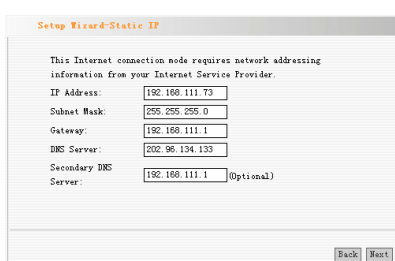 Setup Wizard-Static IP
This Internet connection mode requires network addressing
information from your Internet Service Provider.
IP Address: 192.168.111.73
Subnet Mask: 255.255.255.0
Gateway: 192.168.111.1
DNS Server: 202.96.134.133
Secondary DNS
Server: 192.168.111.1 (Optional)
Back Next